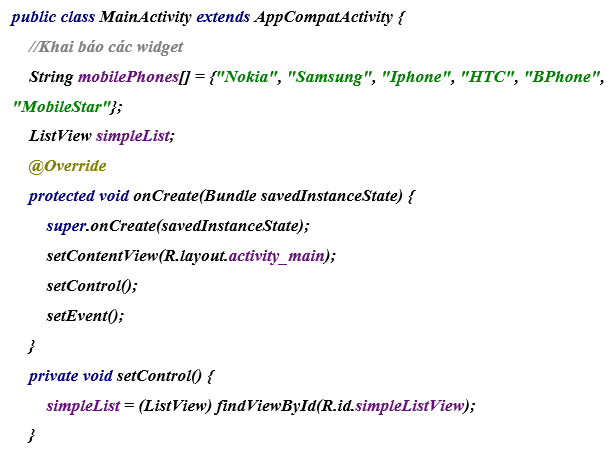 public class MainActivity extends AppCompatActivity {
//Khai báo các widget
String mobilePhones[] = {"Nokia", "Samsung", "Iphone", "HTC", "BPhone",
"MobileStar"};
ListView simpleList;
@Override
protected void onCreate(Bundle savedInstanceState) {
super.onCreate(savedInstanceState);
setContentView(R.layout.activity_main);
setControl();
setEvent();
}
private void setControl() {
simpleList = (ListView) findViewById(R.id.simpleListView);
}